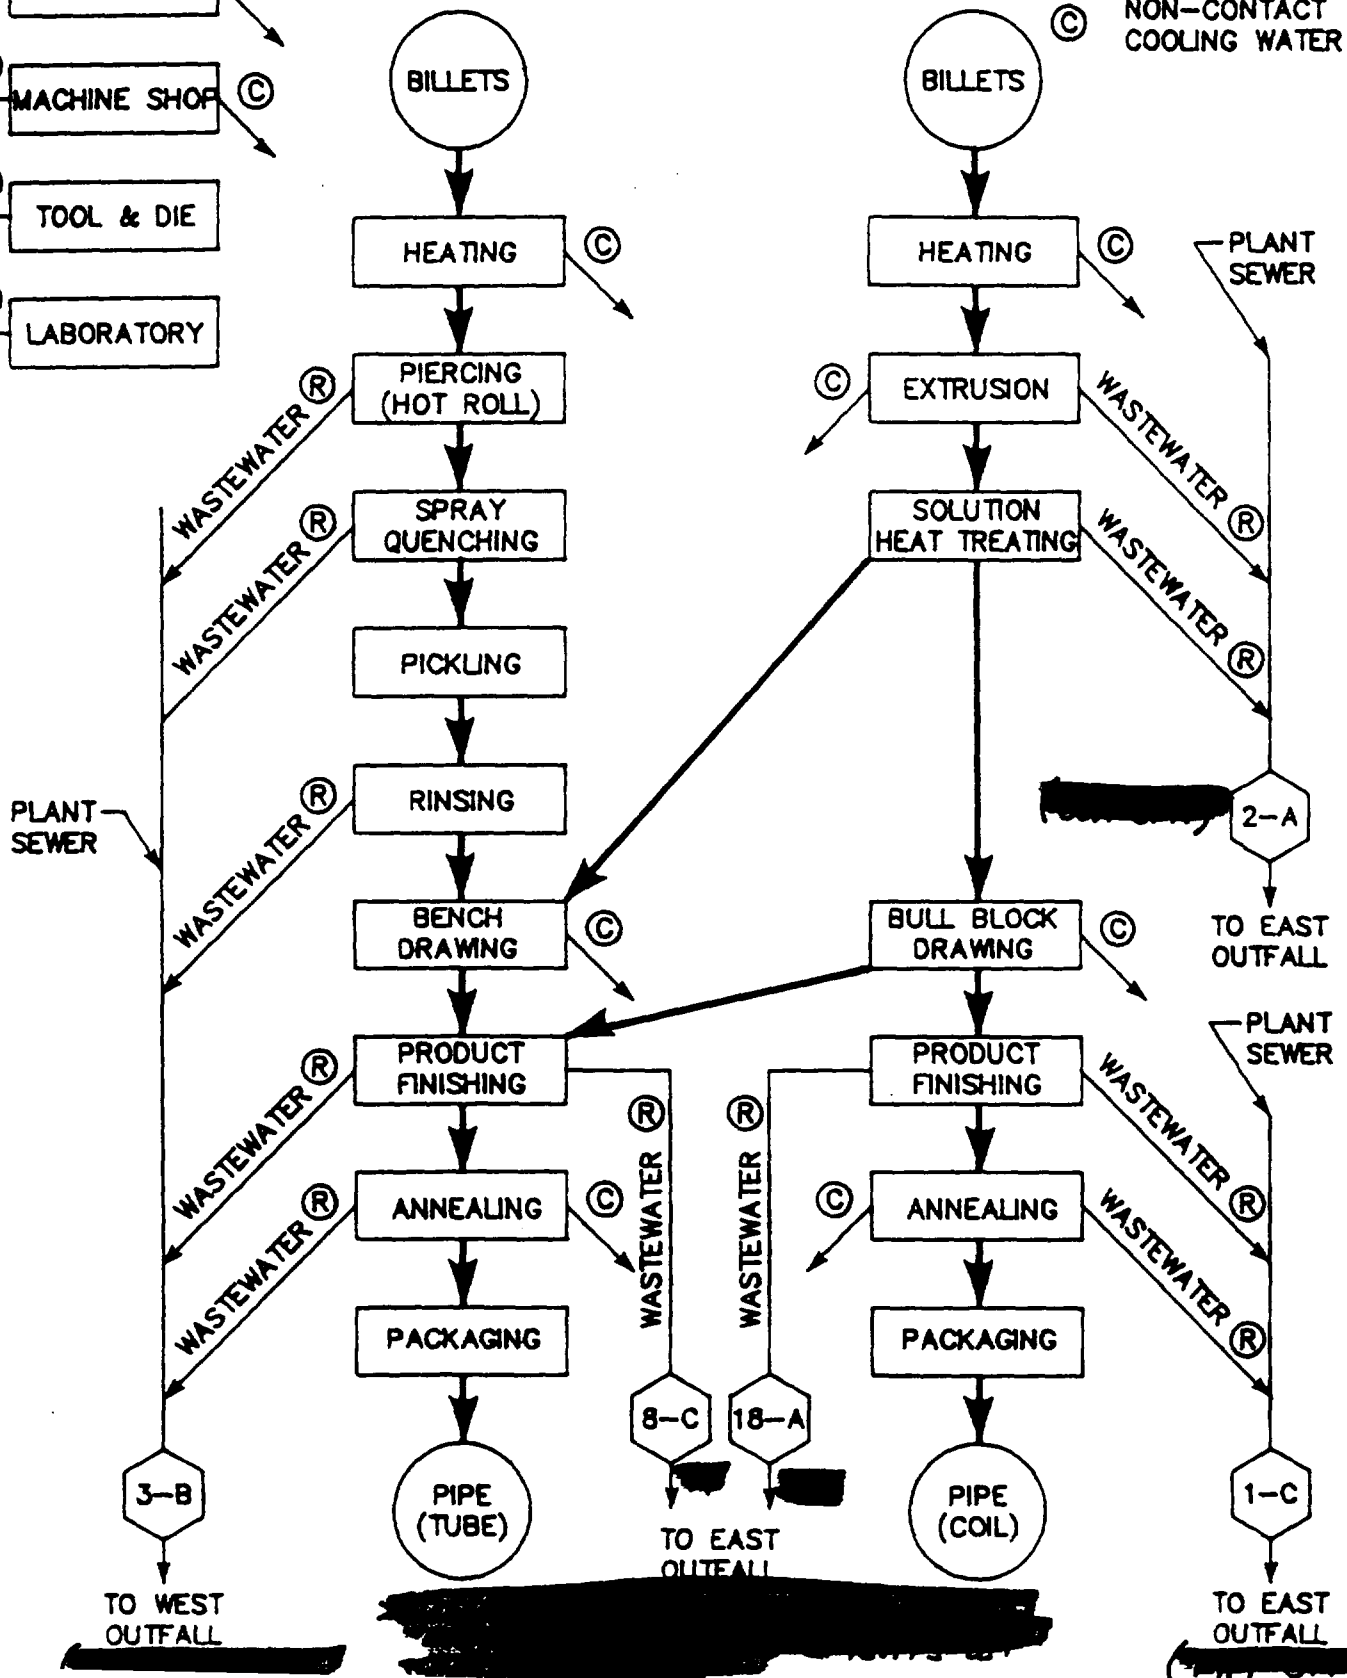 NON-CONTACT
Ⓒ COOLING WATER
BILLETS
BILLETS
MACHINE SHOP Ⓒ
TOOL & DIE
LABORATORY
HEATING Ⓒ
HEATING Ⓒ
PLANT
SEWER
PIERCING
(HOT ROLL)
WASTEWATER Ⓡ
Ⓒ EXTRUSION
WASTEWATER Ⓡ
SPRAY
QUENCHING
WASTEWATER Ⓡ
SOLUTION
HEAT TREATING
WASTEWATER Ⓡ
PICKLING
RINSING
WASTEWATER Ⓡ
PLANT
SEWER
2-A
TO EAST
OUTFALL
BENCH
DRAWING Ⓒ
BULL BLOCK
DRAWING Ⓒ
PLANT
SEWER
PRODUCT
FINISHING
WASTEWATER Ⓡ
WASTEWATER Ⓡ
PRODUCT
FINISHING
WASTEWATER Ⓡ
WASTEWATER Ⓡ
ANNEALING Ⓒ
WASTEWATER Ⓡ
Ⓒ ANNEALING
WASTEWATER Ⓡ
PACKAGING
PACKAGING
8-C
18-A
3-B
PIPE
(TUBE)
PIPE
(COIL)
1-C
TO EAST
OUTFALL
TO WEST
OUTFALL
TO EAST
OUTFALL